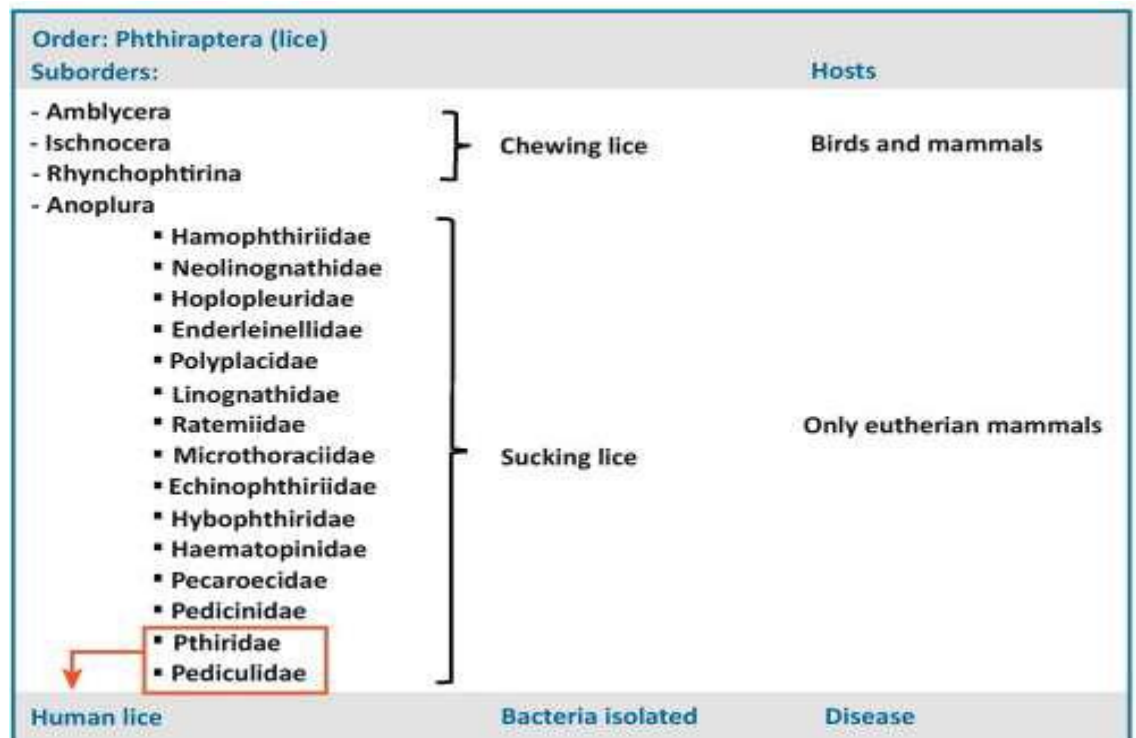 Order: Phthiraptera (lice)
Suborders: Hosts
- Amblycera
- Ischnocera Chewing lice Birds and mammals
- Rhynchophtirina
- Anoplura
▪ Hamophthiriidae
▪ Neolinognathidae
▪ Hoplopleuridae
▪ Enderleinellidae
▪ Polyplacidae
▪ Linognathidae
▪ Ratemiidae Only eutherian mammals
▪ Microthoraciidae Sucking lice
▪ Echinophthiriidae
▪ Hybophthiridae
▪ Haematopinidae
▪ Pecaroecidae
▪ Pedicinidae
▪ Pthiridae
▪ Pediculidae
Human lice Bacteria isolated Disease